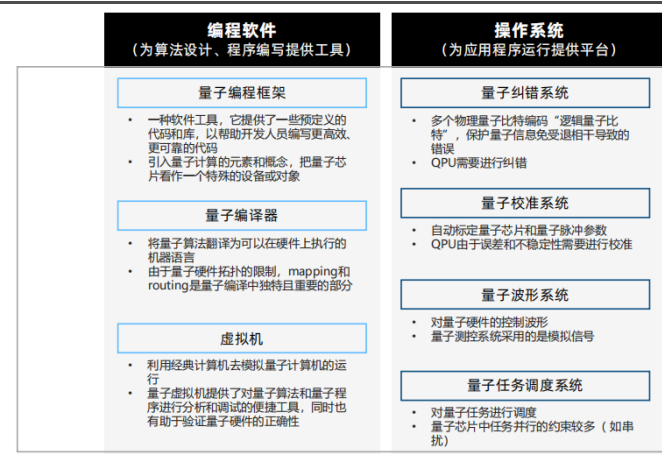 编程软件
（为算法设计、程序编写提供工具）
量子编程框架
• 一种软件工具，它提供了一些预定义的
代码和库，以帮助开发人员编写更高效、
更可靠的代码
• 引入量子计算的元素和概念，把量子芯
片看作一个特殊的设备或对象
量子编译器
• 将量子算法翻译为可以在硬件上执行的
机器语言
• 由于量子硬件拓扑的限制，mapping和
routing是量子编译中独特且重要的部分
虚拟机
• 利用经典计算机去模拟量子计算机的运
行
• 量子虚拟机提供了对量子算法和量子程
序进行分析和调试的便捷工具，同时也
有助于验证量子硬件的正确性
操作系统
（为应用程序运行提供平台）
量子纠错系统
• 多个物理量子比特编码“逻辑量子比
特”，保护量子信息免受退相干导致的
错误
• QPU需要进行纠错
量子校准系统
• 自动标定量子芯片和量子脉冲参数
• QPU由于误差和不稳定性需要进行校准
量子波形系统
• 对量子硬件的控制波形
• 量子测控系统采用的是模拟信号
量子任务调度系统
• 对量子任务进行调度
• 量子芯片中任务并行的约束较多（如串
扰）